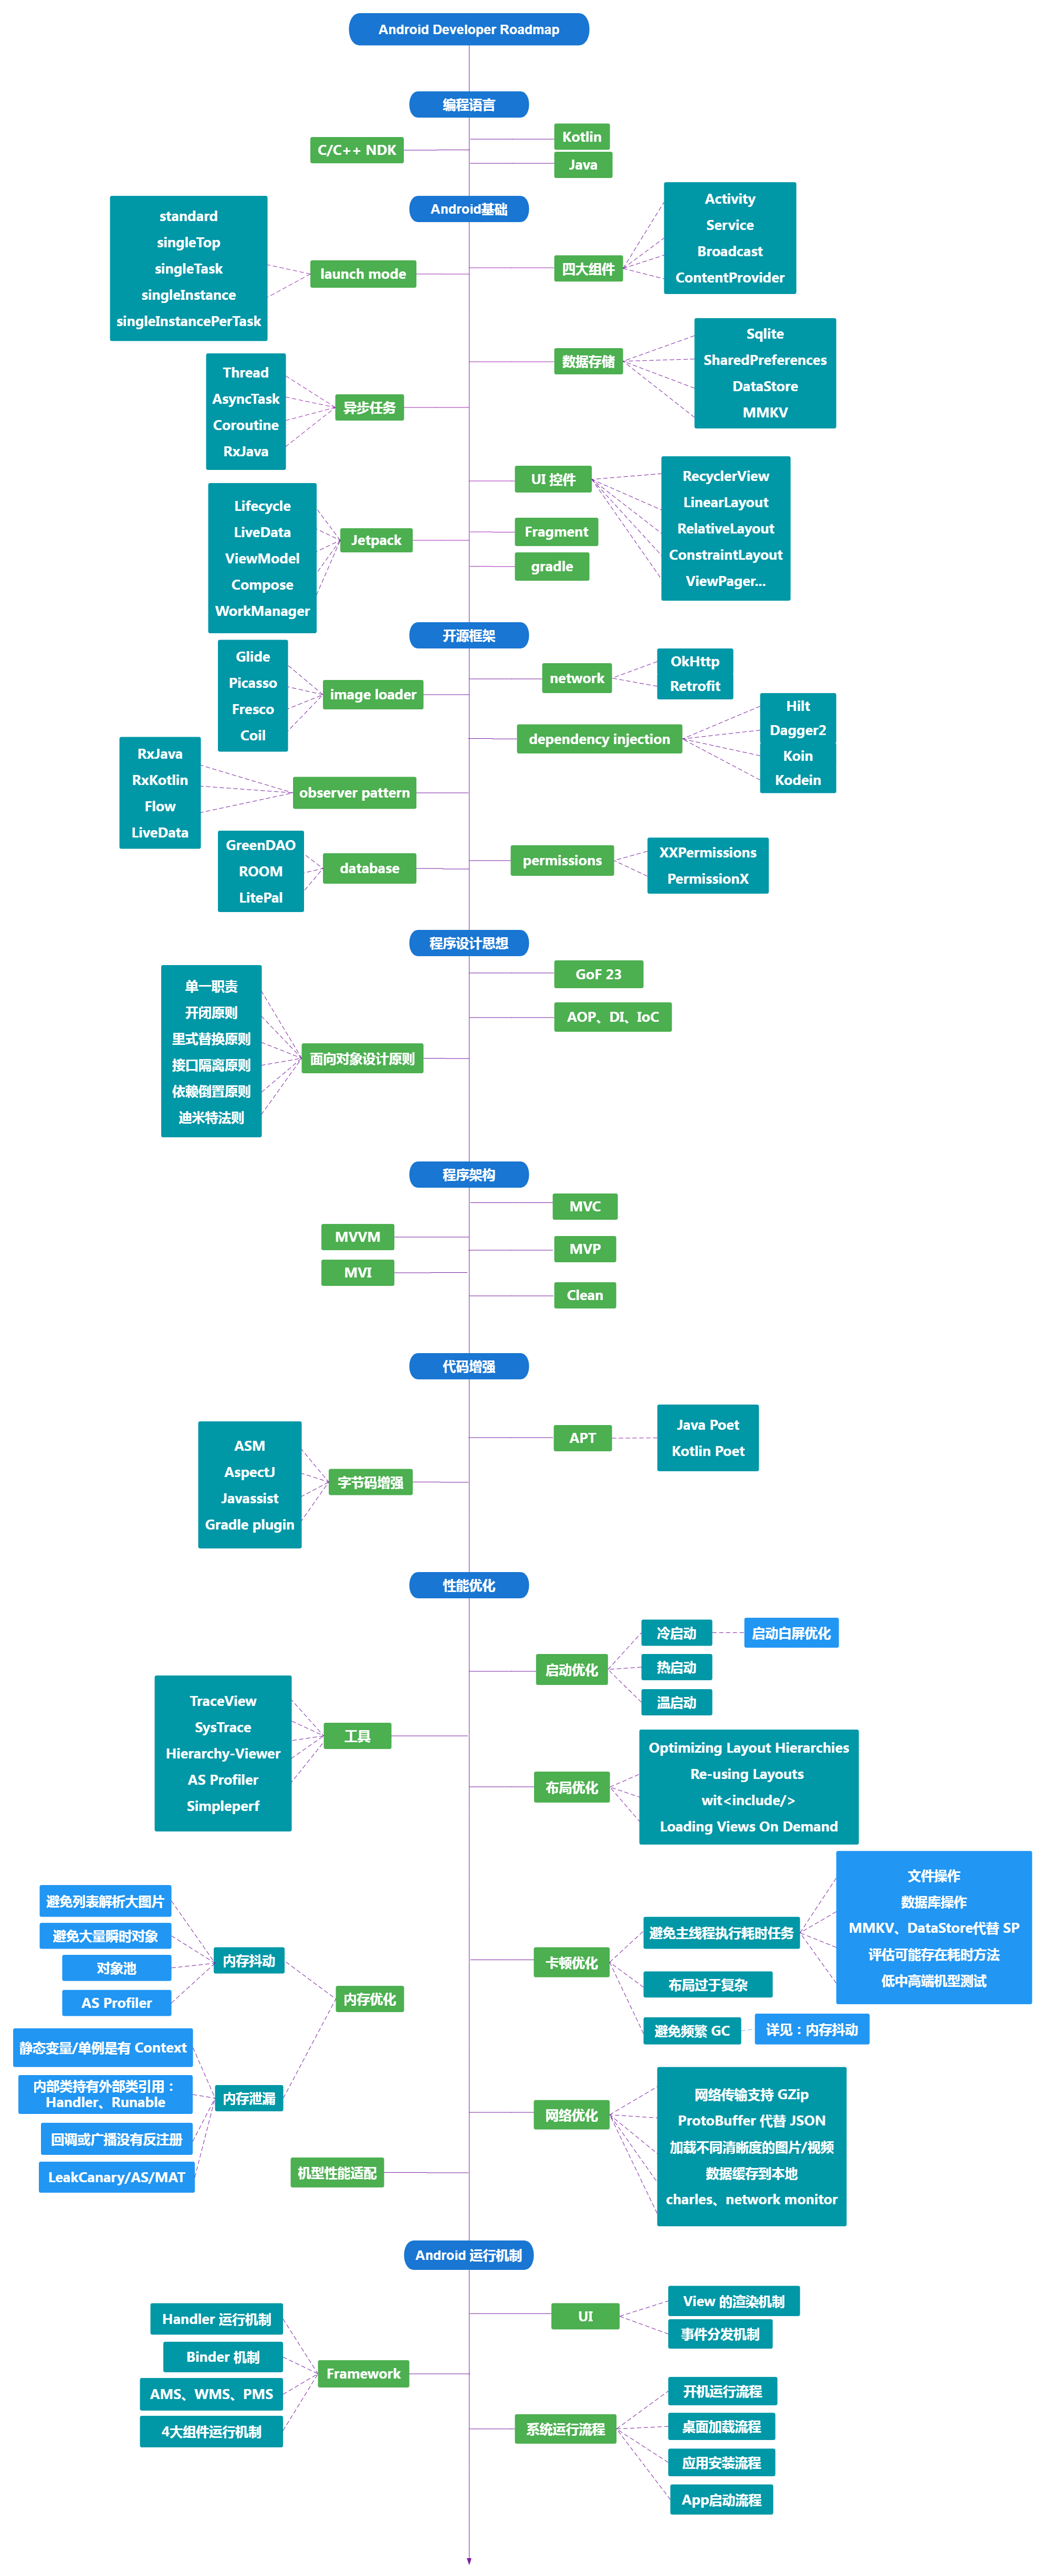 Android Developer Roadmap
编程语言
Kotlin
C/C++ NDK
Java
Android基础
standard
singleTop
singleTask
singleInstance
singleInstancePerTask
launch mode
四大组件
Activity
Service
Broadcast
ContentProvider
数据存储
Sqlite
SharedPreferences
DataStore
MMKV
Thread
AsyncTask
Coroutine
RxJava
异步任务
UI 控件
RecyclerView
LinearLayout
RelativeLayout
ConstraintLayout
ViewPager...
Lifecycle
LiveData
ViewModel
Compose
WorkManager
Jetpack
Fragment
gradle
开源框架
Glide
Picasso
Fresco
Coil
image loader
network
OkHttp
Retrofit
dependency injection
Hilt
Dagger2
Koin
Kodein
RxJava
RxKotlin
Flow
LiveData
observer pattern
GreenDAO
ROOM
LitePal
database
permissions
XXPermissions
PermissionX
程序设计思想
GoF 23
AOP、DI、IoC
单一职责
开闭原则
里式替换原则
接口隔离原则
依赖倒置原则
迪米特法则
面向对象设计原则
程序架构
MVC
MVVM
MVP
MVI
Clean
代码增强
APT
Java Poet
Kotlin Poet
ASM
AspectJ
Javassist
Gradle plugin
字节码增强
性能优化
启动优化
冷启动
启动白屏优化
热启动
温启动
TraceView
SysTrace
Hierarchy-Viewer
AS Profiler
Simpleperf
工具
布局优化
Optimizing Layout Hierarchies
Re-using Layouts
wit<include/>
Loading Views On Demand
避免列表解析大图片
避免大量瞬时对象
对象池
AS Profiler
内存抖动
内存优化
卡顿优化
避免主线程执行耗时任务
文件操作
数据库操作
MMKV、DataStore代替 SP
评估可能存在耗时方法
低中高端机型测试
布局过于复杂
避免频繁 GC
详见：内存抖动
静态变量/单例是有 Context
内部类持有外部类引用：
Handler、Runable
回调或广播没有反注册
LeakCanary/AS/MAT
内存泄漏
网络优化
网络传输支持 GZip
ProtoBuffer 代替 JSON
加载不同清晰度的图片/视频
数据缓存到本地
charles、network monitor
机型性能适配
Android 运行机制
UI
View 的渲染机制
事件分发机制
Handler 运行机制
Binder 机制
AMS、WMS、PMS
4大组件运行机制
Framework
系统运行流程
开机运行流程
桌面加载流程
应用安装流程
App启动流程